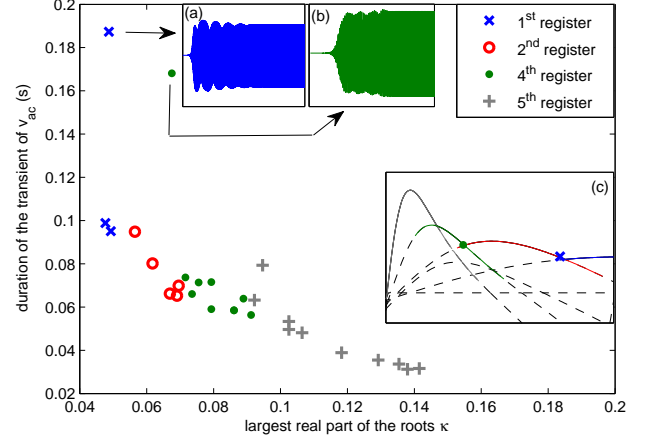 (a)
(b)
(c)
1st register
2nd register
4th register
5th register
duration of the transient of v_ac (s)
0.2
0.18
0.16
0.14
0.12
0.1
0.08
0.06
0.04
0.02
0.04 0.06 0.08 0.1 0.12 0.14 0.16 0.18 0.2
largest real part of the roots κ